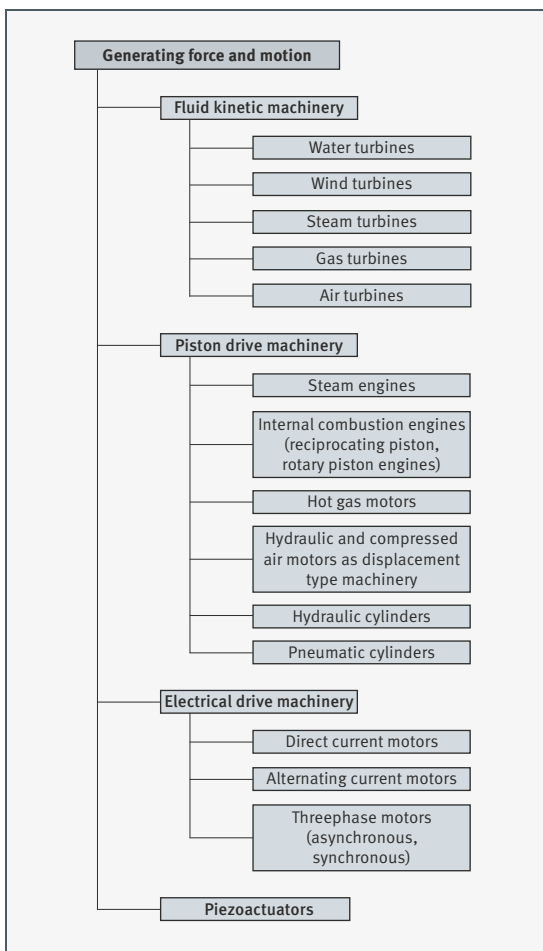 Generating force and motion
Fluid kinetic machinery
Water turbines
Wind turbines
Steam turbines
Gas turbines
Air turbines
Piston drive machinery
Steam engines
Internal combustion engines
(reciprocating piston,
rotary piston engines)
Hot gas motors
Hydraulic and compressed
air motors as displacement
type machinery
Hydraulic cylinders
Pneumatic cylinders
Electrical drive machinery
Direct current motors
Alternating current motors
Threephase motors
(asynchronous,
synchronous)
Piezoactuators